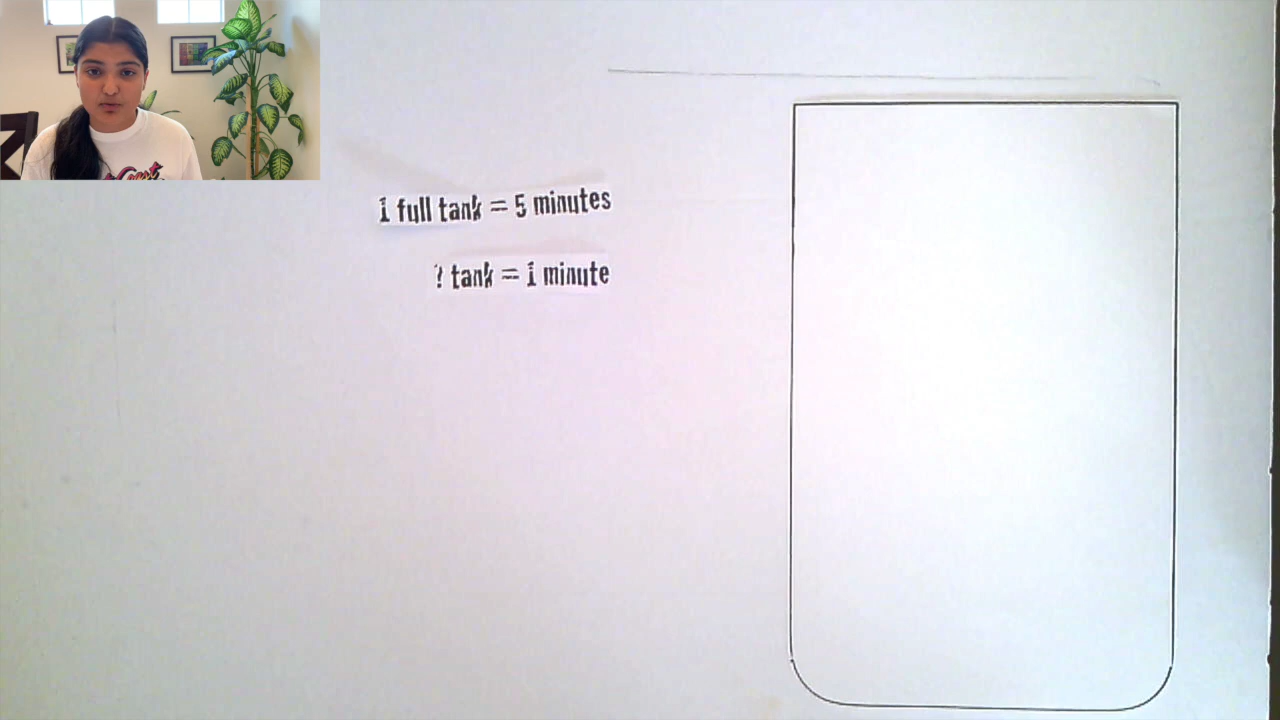 1 full tank = 5 minutes
? tank = 1 minute